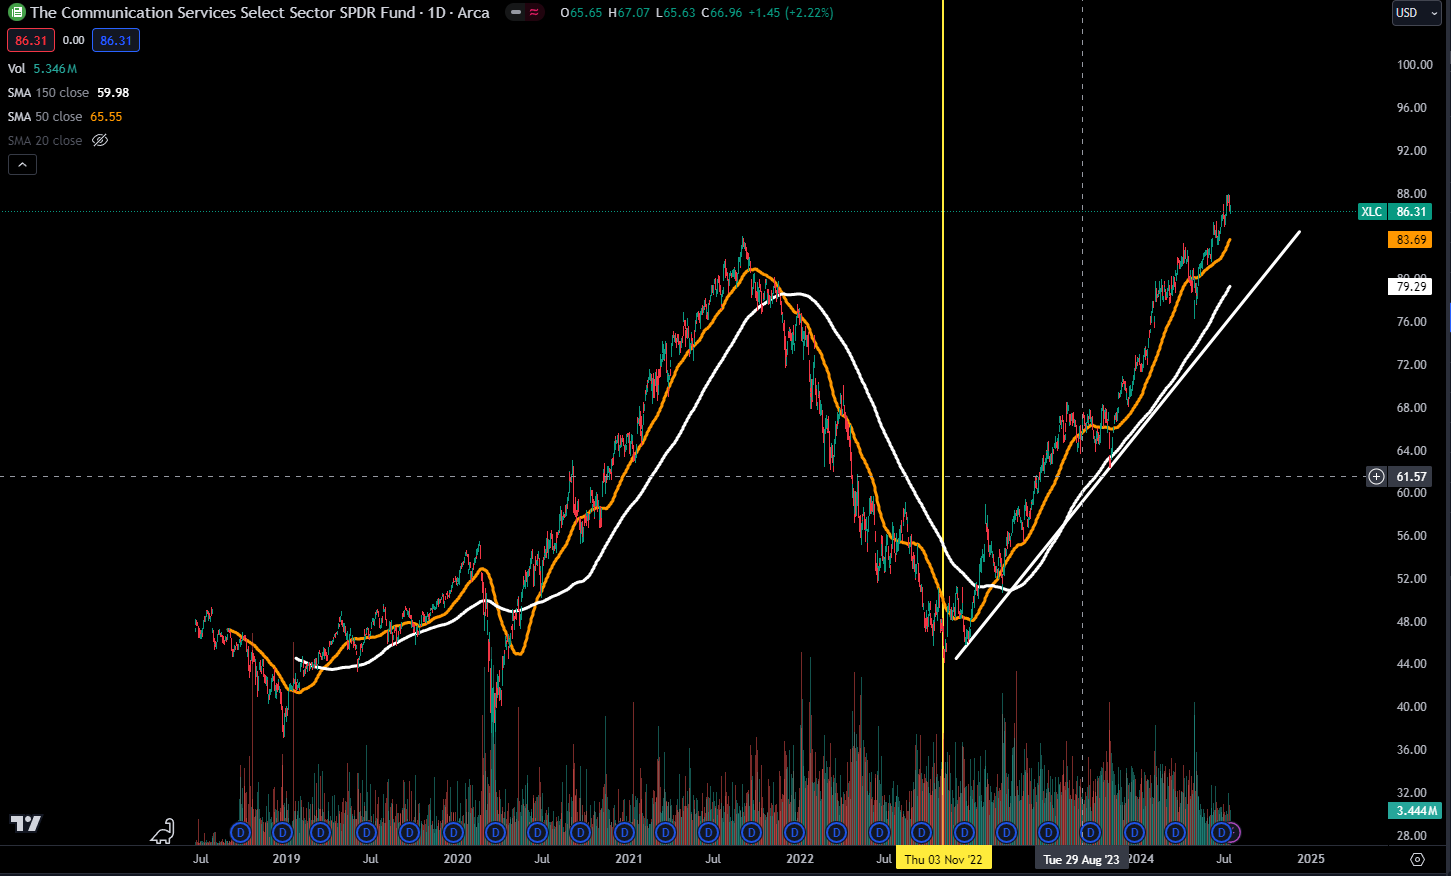 The Communication Services Select Sector SPDR Fund · 1D · Arca O65.65 H67.07 L65.63 C66.96 +1.45 (+2.22%)
USD
86.31 0.00 86.31
Vol 5.346M
SMA 150 close 59.98
SMA 50 close 65.55
SMA 20 close
100.00
96.00
92.00
88.00
XLC 86.31
83.69
80.00
79.29
76.00
72.00
68.00
64.00
61.57
60.00
56.00
52.00
48.00
44.00
40.00
36.00
32.00
3.444M
28.00
D D D D D D D D D D D D D D D D D D D D D D D D
Jul 2019 Jul 2020 Jul 2021 Jul 2022 Jul Thu 03 Nov '22 Tue 29 Aug '23 2024 Jul 2025